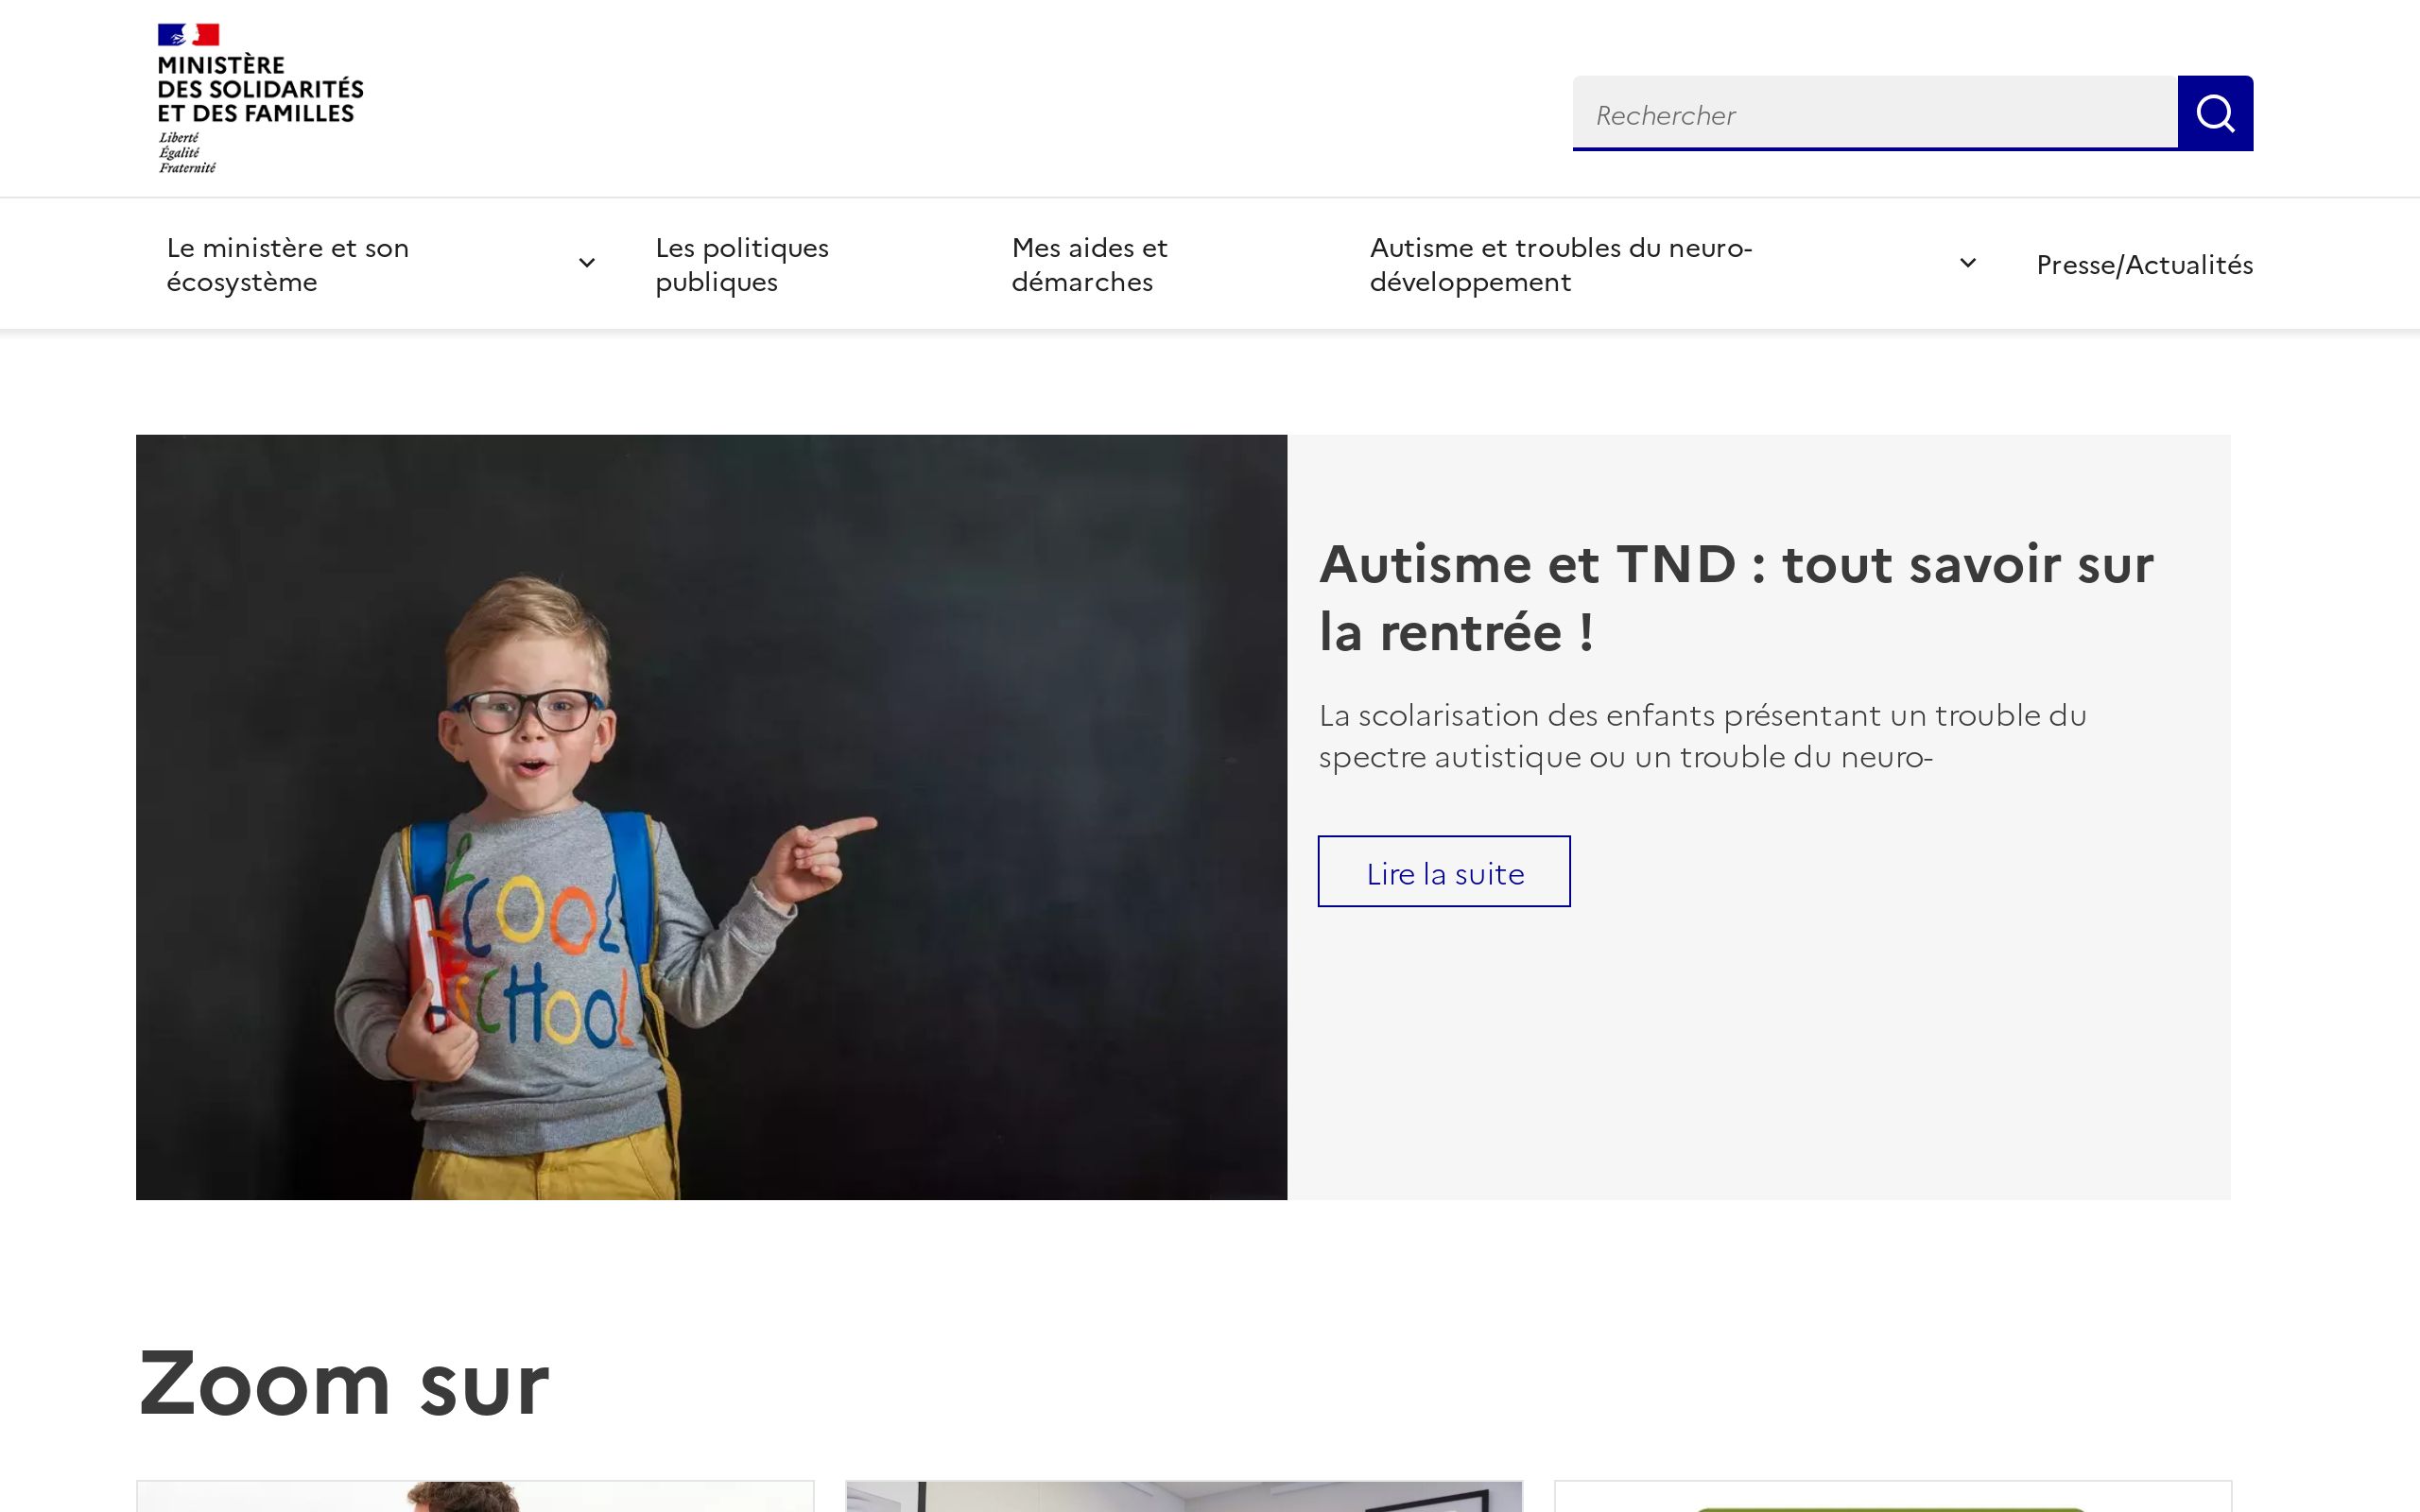 MINISTÈRE
DES SOLIDARITÉS
ET DES FAMILLES
Liberté
Égalité
Fraternité
Rechercher
Le ministère et son
écosystème
Les politiques
publiques
Mes aides et
démarches
Autisme et troubles du neuro-
développement
Presse/Actualités
COOL
SCHOOL
Autisme et TND : tout savoir sur
la rentrée !
La scolarisation des enfants présentant un trouble du
spectre autistique ou un trouble du neuro-
Lire la suite
Zoom sur